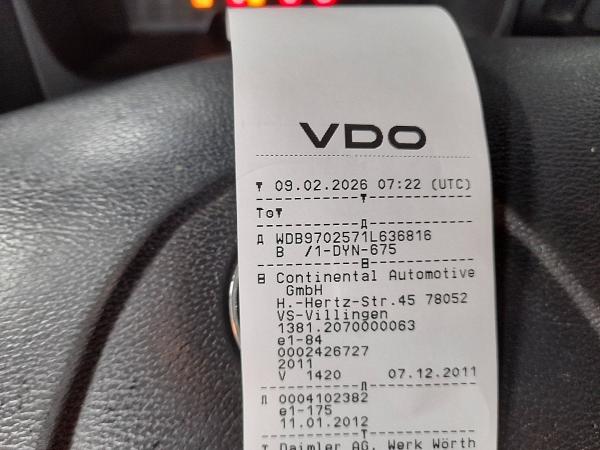 VDO
▼ 09.02.2026 07:22 (UTC)
T⊙▼
WDB9702571L636816
B /1-DYN-675
Continental Automotive
GmbH
H.-Hertz-Str.45 78052
VS-Villingen
1381.2070000063
e1-84
0002426727
2011
V 1420 07.12.2011
0004102382
e1-175
11.01.2012
T Daimler AG, Werk Wörth